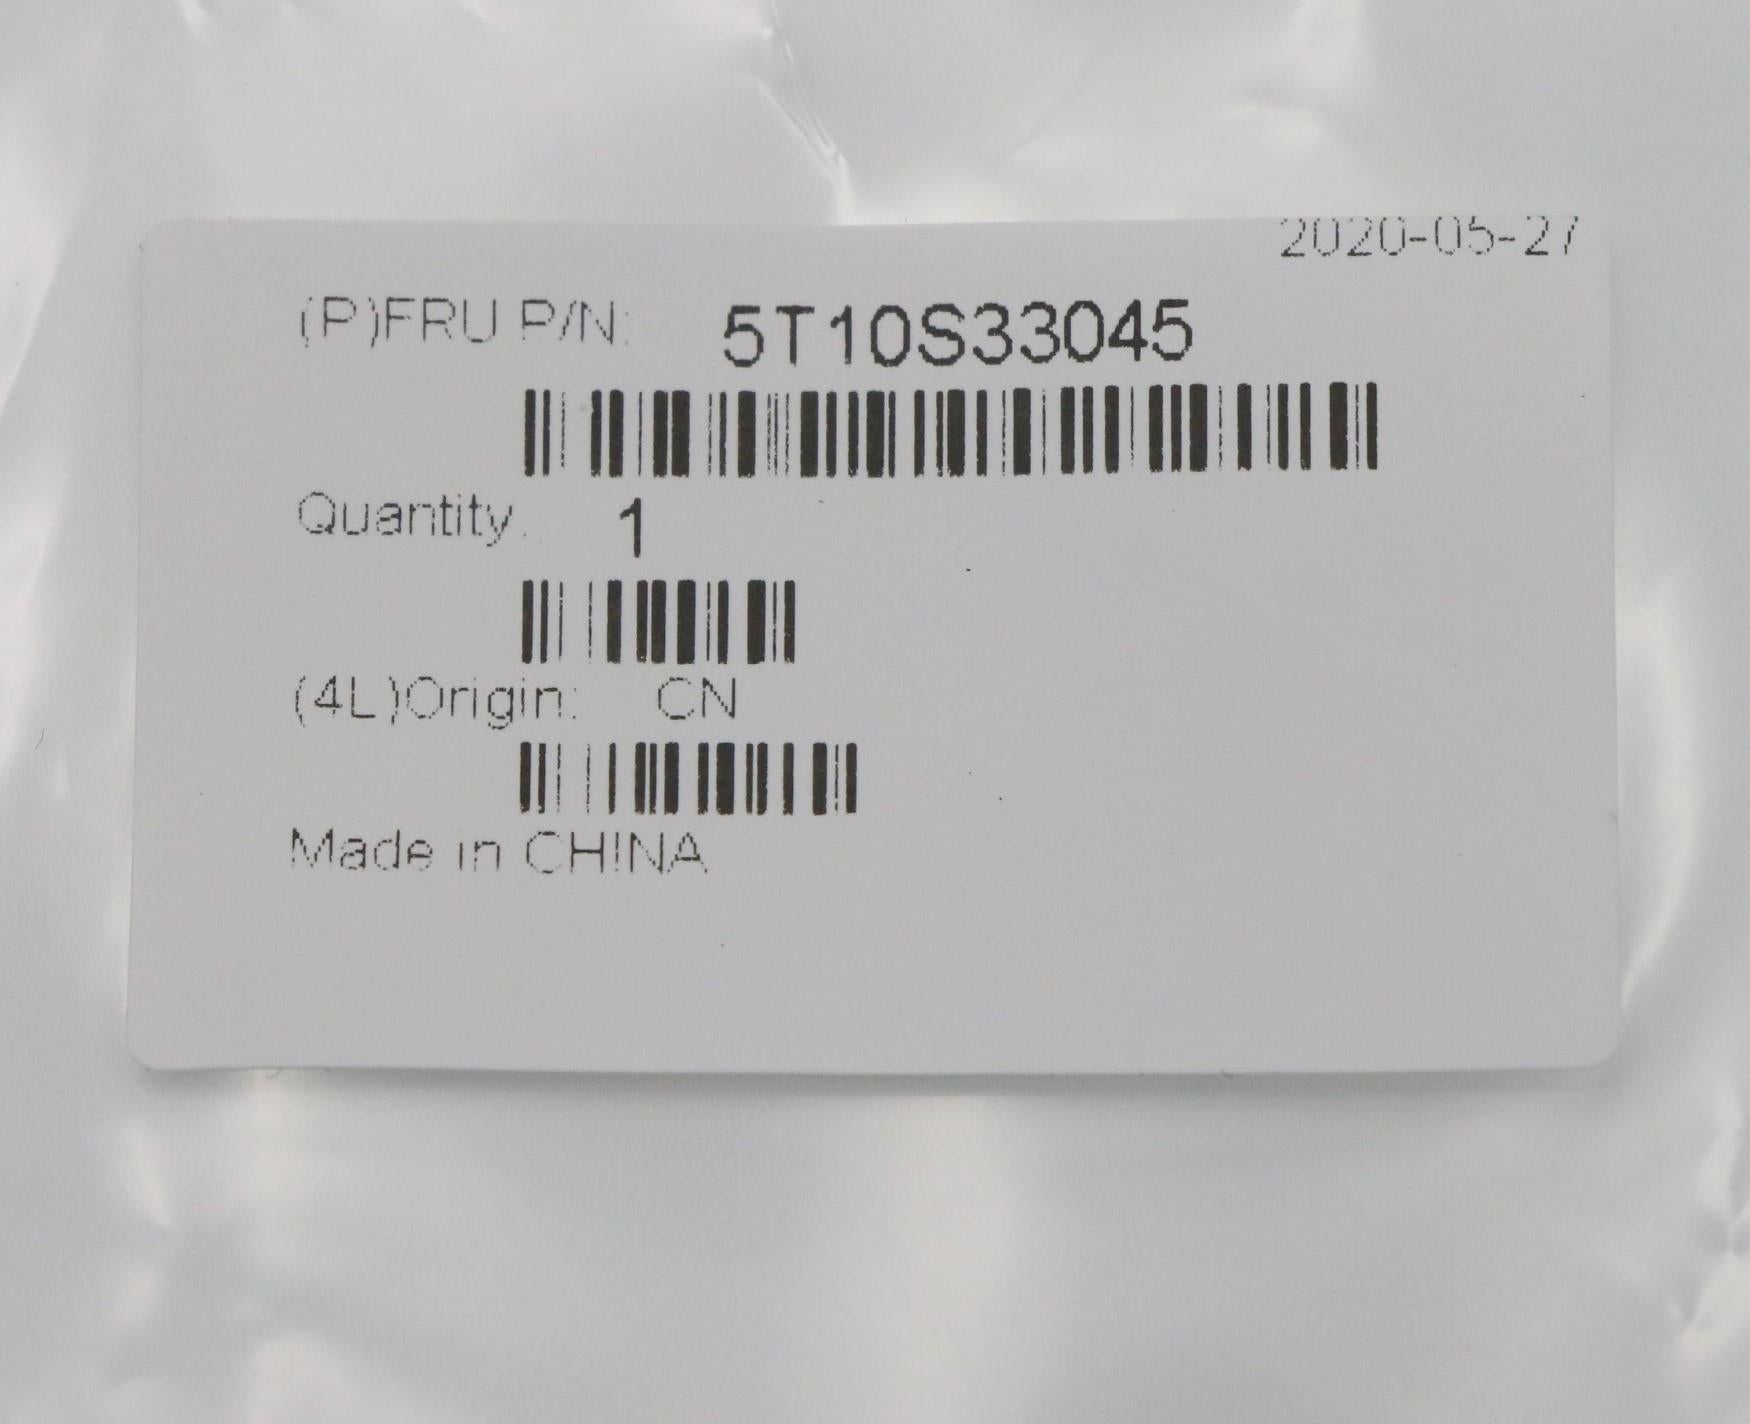 2020-05-27
(P)FRU P/N: 5T10S33045
Quantity: 1
(4L)Origin: CN
Made in CHINA